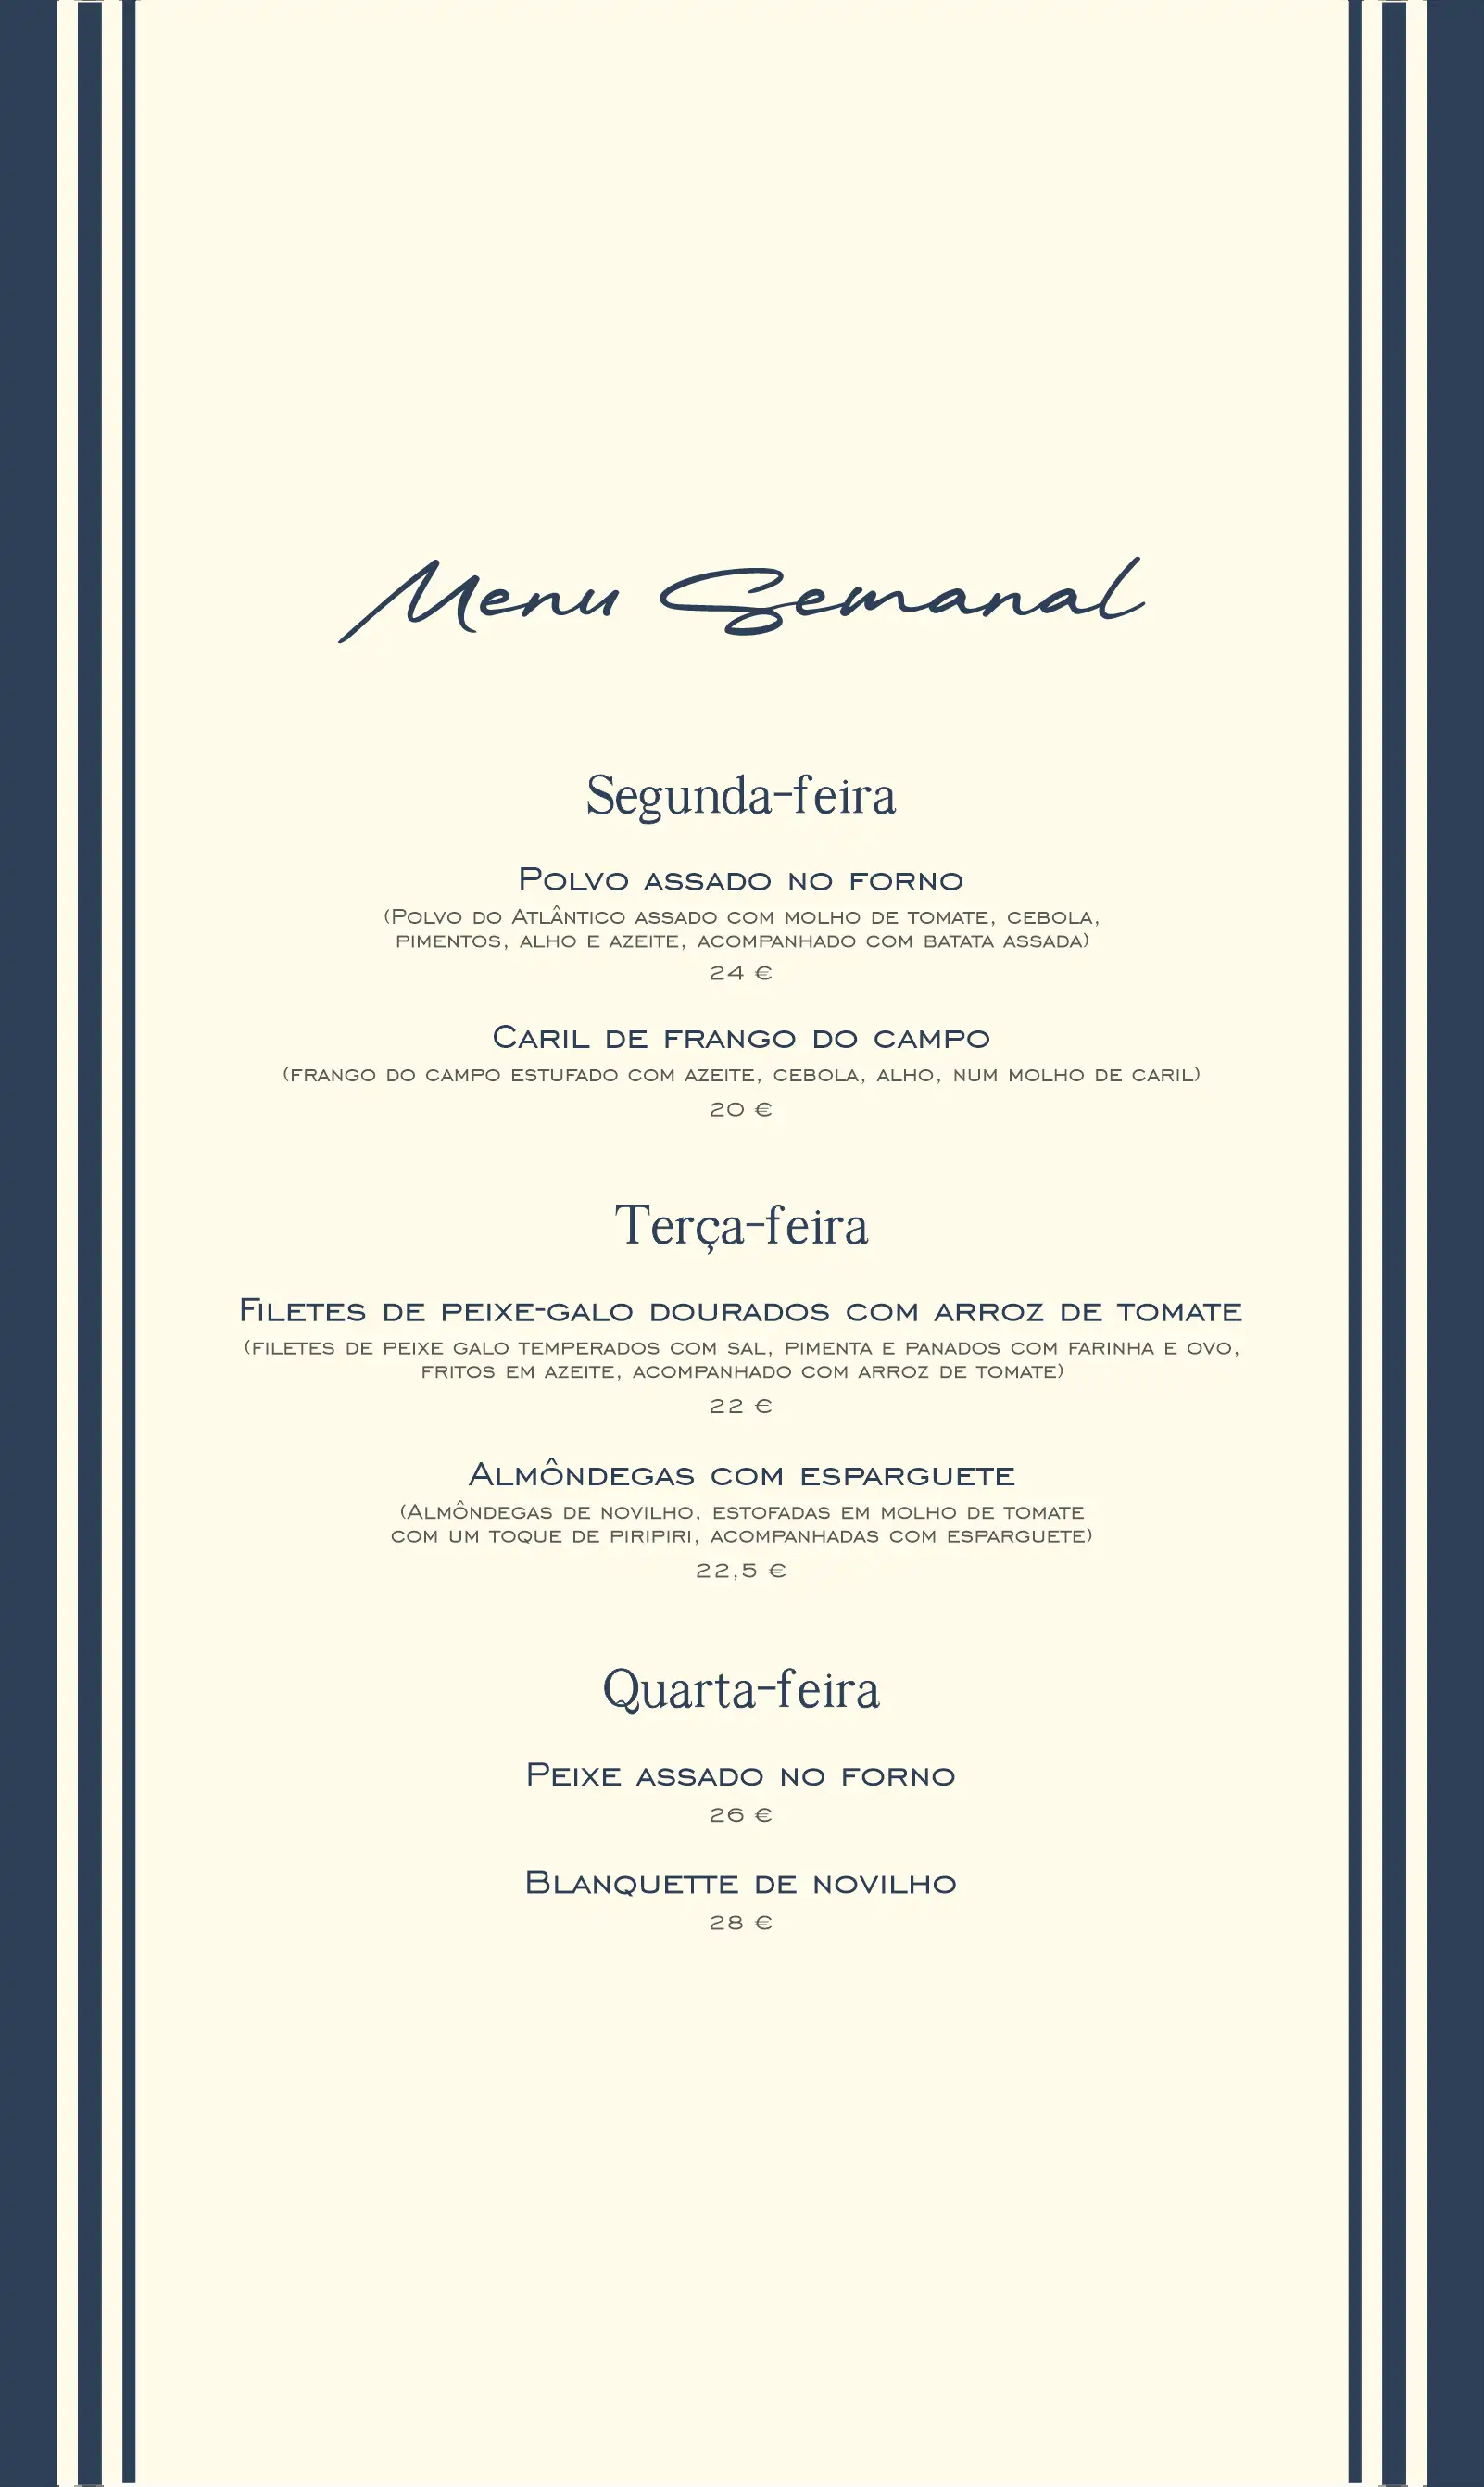 Menu Semanal
Segunda-feira
Polvo assado no forno
(Polvo do Atlântico assado com molho de tomate, cebola,
pimentos, alho e azeite, acompanhado com batata assada)
24 €
Caril de frango do campo
(frango do campo estufado com azeite, cebola, alho, num molho de caril)
20 €
Terça-feira
Filetes de peixe-galo dourados com arroz de tomate
(filetes de peixe galo temperados com sal, pimenta e panados com farinha e ovo,
fritos em azeite, acompanhado com arroz de tomate)
22 €
Almôndegas com esparguete
(Almôndegas de novilho, estofadas em molho de tomate
com um toque de piripiri, acompanhadas com esparguete)
22,5 €
Quarta-feira
Peixe assado no forno
26 €
Blanquette de novilho
28 €